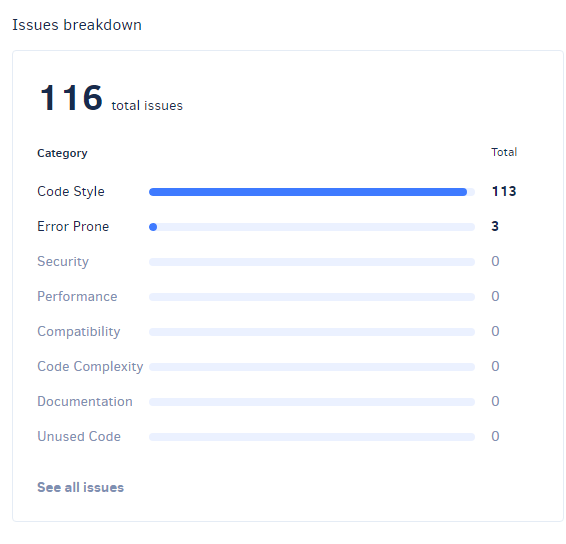 Issues breakdown
116 total issues
Category Total
Code Style 113
Error Prone 3
Security 0
Performance 0
Compatibility 0
Code Complexity 0
Documentation 0
Unused Code 0
See all issues